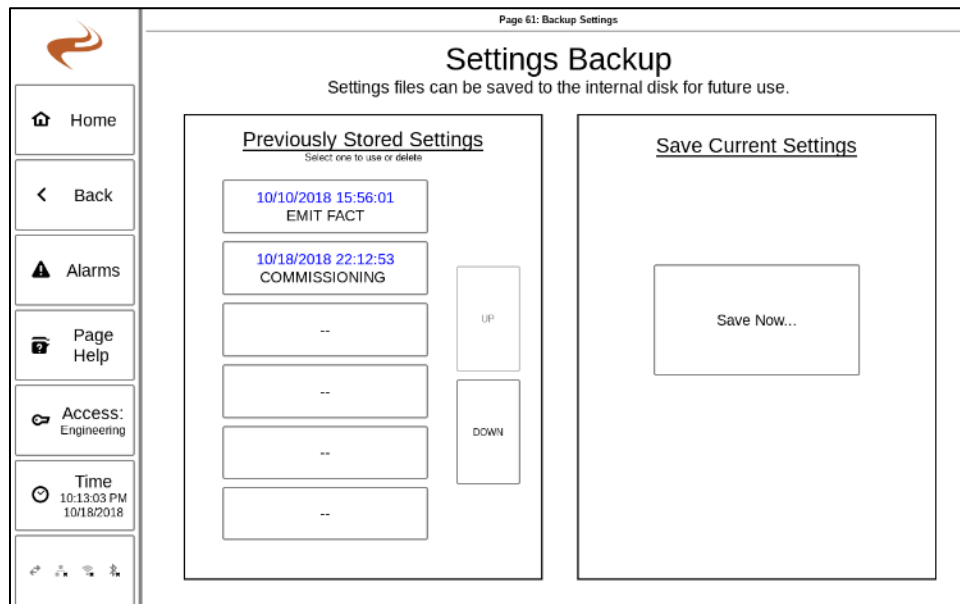 Page 61: Backup Settings
Settings Backup
Settings files can be saved to the internal disk for future use.
Home
Back
Alarms
Page
Help
Access:
Engineering
Time
10:13:03 PM
10/18/2018
Previously Stored Settings
Select one to use or delete
10/10/2018 15:56:01
EMIT FACT
10/18/2018 22:12:53
COMMISSIONING
--
--
--
--
UP
DOWN
Save Current Settings
Save Now...